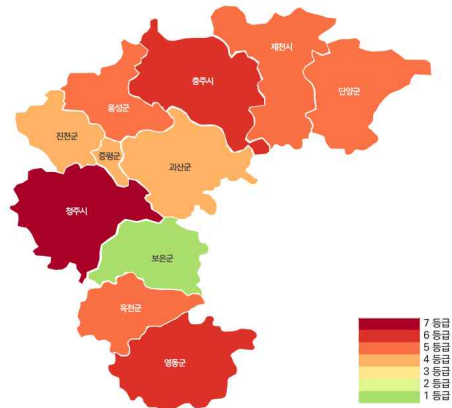 제천시
충주시
단양군
음성군
진천군
증평군
괴산군
청주시
보은군
옥천군
영동군
7 등급
6 등급
5 등급
4 등급
3 등급
2 등급
1 등급